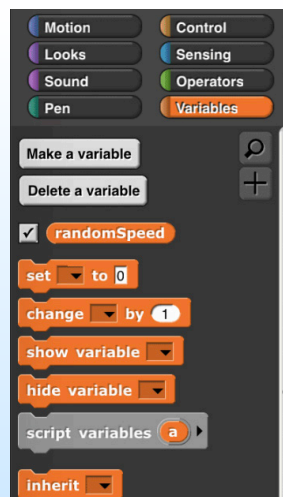 Motion Control
Looks Sensing
Sound Operators
Pen Variables
Make a variable
Delete a variable
randomSpeed
set to 0
change by 1
show variable
hide variable
script variables a
inherit